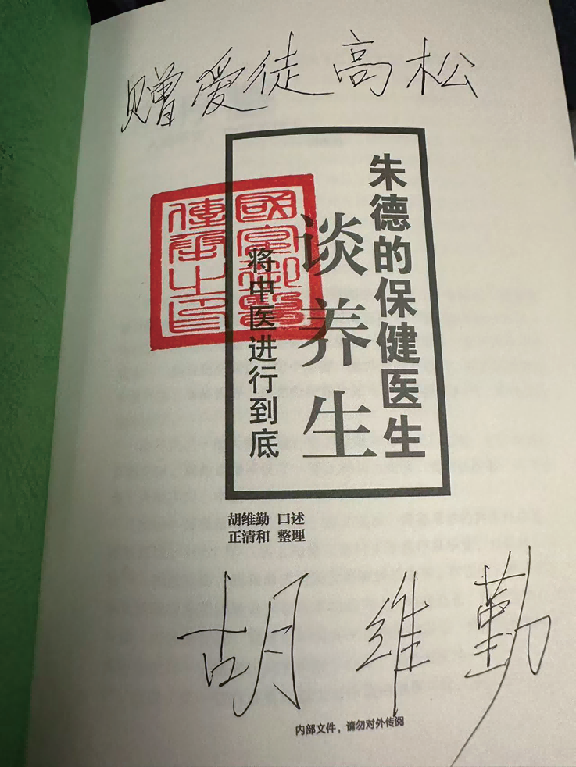 赠爱徒高松
朱德的保健医生
谈养生
将中医进行到底
胡维勤 口述
正清和 整理
胡维勤
内部文件，请勿对外传阅